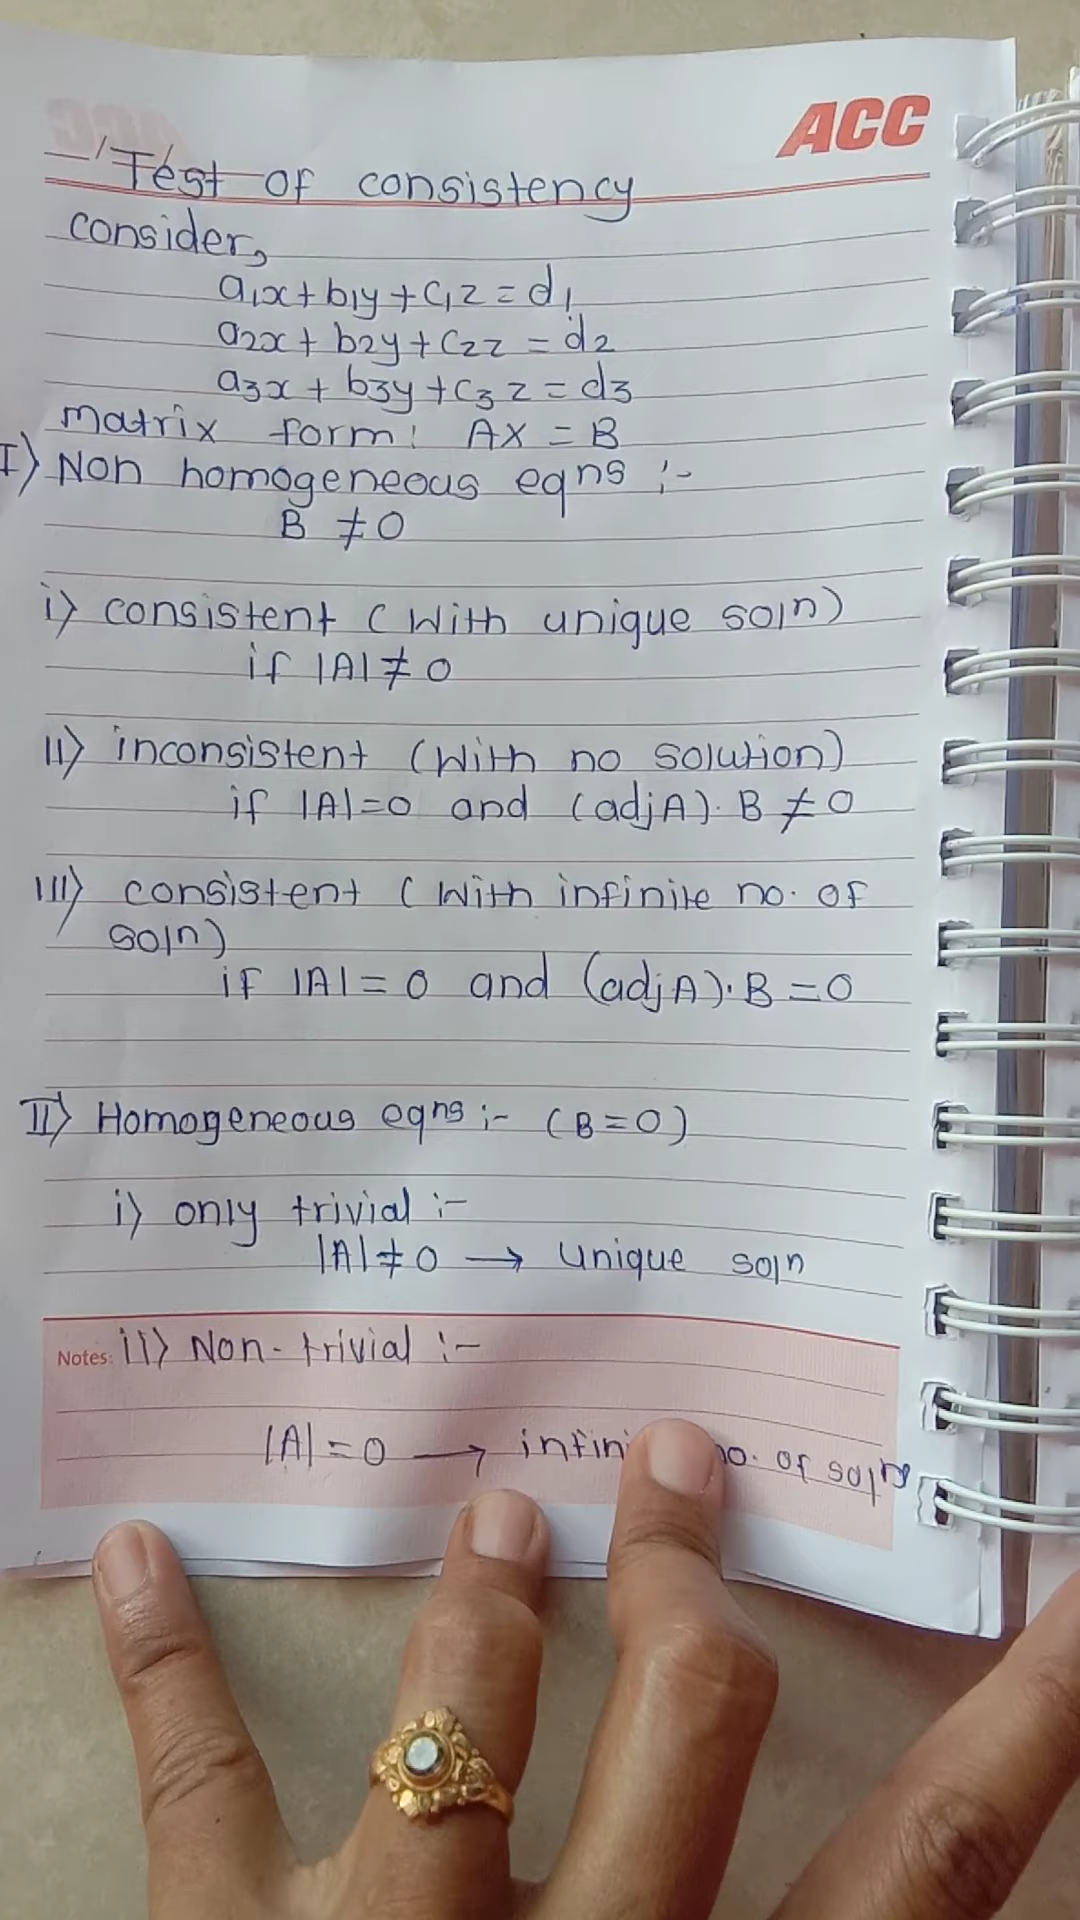 ACC
Test of consistency
consider,
a1x + b1y + c1z = d1
a2x + b2y + c2z = d2
a3x + b3y + c3z = d3
matrix form: AX = B
I) Non homogeneous eqns :-
B ≠ 0
i) consistent (with unique soln)
if |A| ≠ 0
II) inconsistent (with no solution)
if |A| = 0 and (adjA). B ≠ 0
III) consistent (with infinite no. of
soln)
if |A| = 0 and (adjA). B = 0
II) Homogeneous eqns :- (B = 0)
i) only trivial :-
|A| ≠ 0 → unique soln
Notes: II) Non-trivial :-
|A| = 0 → no. of solns